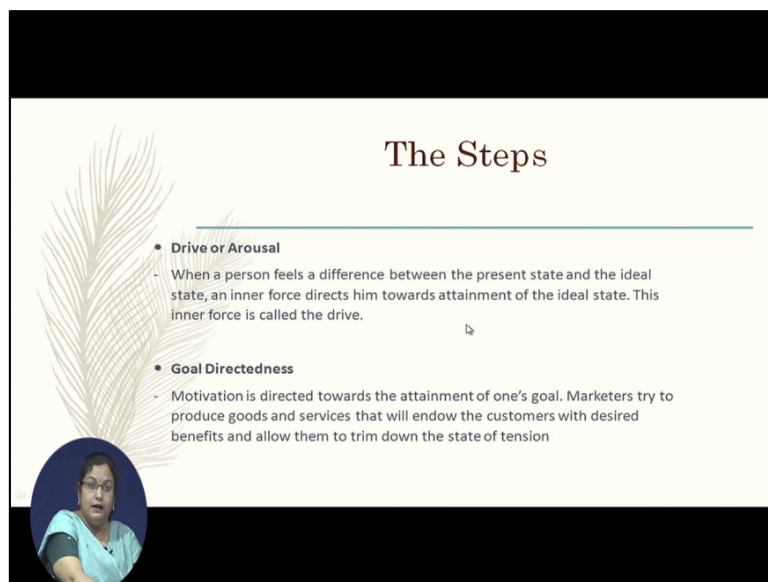 The Steps
• Drive or Arousal
- When a person feels a difference between the present state and the ideal
state, an inner force directs him towards attainment of the ideal state. This
inner force is called the drive.
• Goal Directedness
- Motivation is directed towards the attainment of one's goal. Marketers try to
produce goods and services that will endow the customers with desired
benefits and allow them to trim down the state of tension